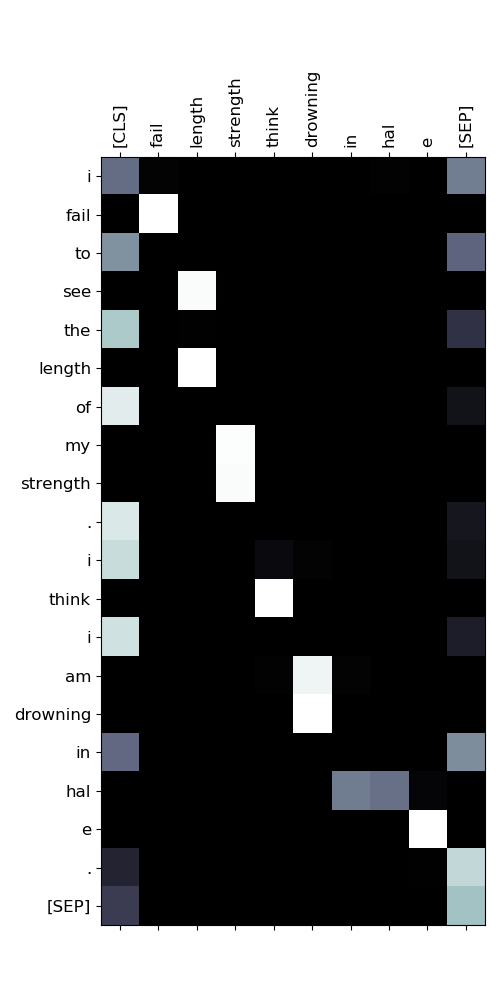 [CLS]
fail
length
strength
think
drowning
in
hal
e
[SEP]
i
fail
to
see
the
length
of
my
strength
.
i
think
i
am
drowning
in
hal
e
.
[SEP]